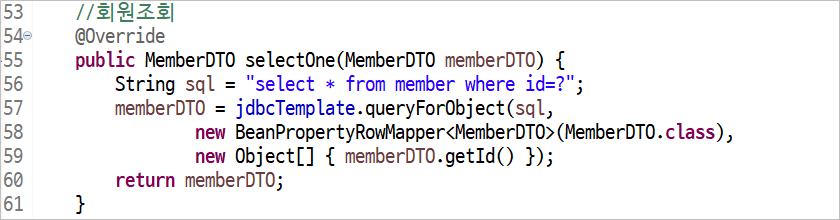 53 //회원조회
54 @Override
55 public MemberDTO selectOne(MemberDTO memberDTO) {
56 String sql = "select * from member where id=?";
57 memberDTO = jdbcTemplate.queryForObject(sql,
58 new BeanPropertyRowMapper<MemberDTO>(MemberDTO.class),
59 new Object[] { memberDTO.getId() });
60 return memberDTO;
61 }